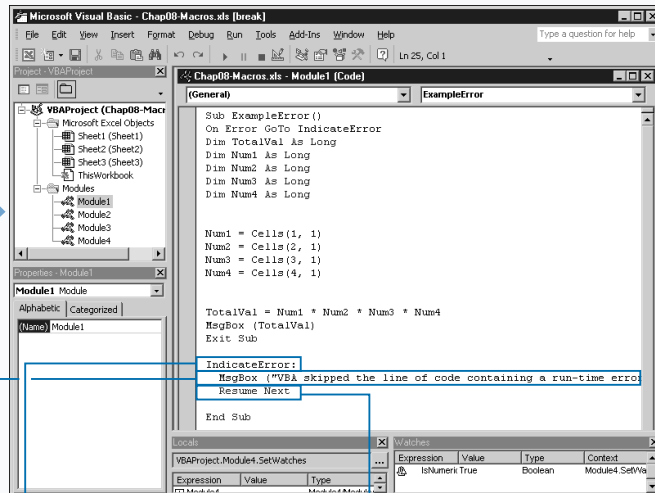 Microsoft Visual Basic - Chap08-Macros.xls [break]
File Edit View Insert Format Debug Run Tools Add-Ins Window Help
Type a question for help
Ln 25, Col 1
Project - VBAProject
VBAProject (Chap08-Macr
Microsoft Excel Objects
Sheet1 (Sheet1)
Sheet2 (Sheet2)
Sheet3 (Sheet3)
ThisWorkbook
Modules
Module1
Module2
Module3
Module4
Properties - Module1
Module1 Module
Alphabetic Categorized
(Name) Module1
Chap08-Macros.xls - Module1 (Code)
(General) ExampleError
Sub ExampleError()
On Error GoTo IndicateError
Dim TotalVal As Long
Dim Num1 As Long
Dim Num2 As Long
Dim Num3 As Long
Dim Num4 As Long
Num1 = Cells(1, 1)
Num2 = Cells(2, 1)
Num3 = Cells(3, 1)
Num4 = Cells(4, 1)
TotalVal = Num1 * Num2 * Num3 * Num4
MsgBox (TotalVal)
Exit Sub
IndicateError:
MsgBox ("VBA skipped the line of code containing a run-time erro
Resume Next
End Sub
Locals
VBAProject.Module4.SetWatches ...
Expression Value Type
Module4 Module4/Module
Watches
Expression Value Type Context
IsNumeric True Boolean Module4.SetWa